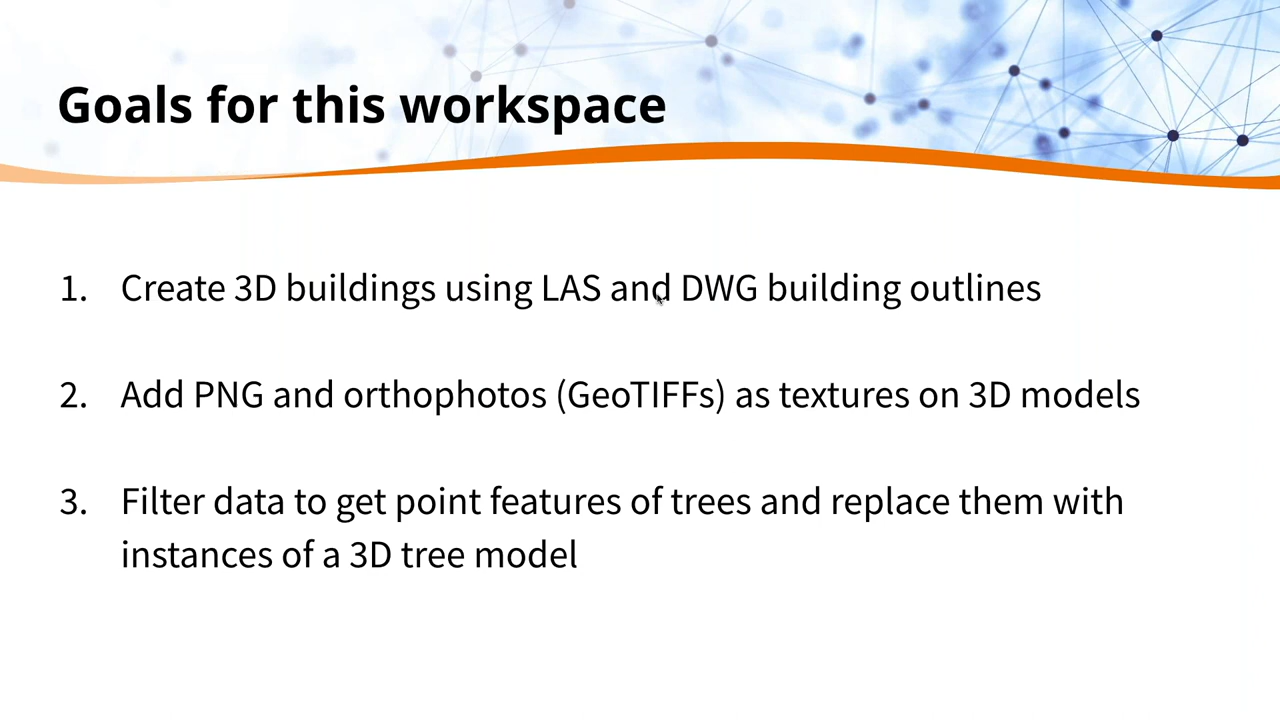 Goals for this workspace
1. Create 3D buildings using LAS and DWG building outlines
2. Add PNG and orthophotos (GeoTIFFs) as textures on 3D models
3. Filter data to get point features of trees and replace them with
instances of a 3D tree model